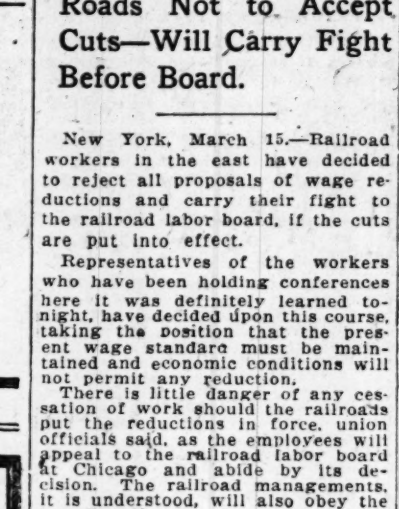 Roads Not to Accept
Cuts—Will Carry Fight
Before Board.
New York, March 15.—Railroad
workers in the east have decided
to reject all proposals of wage re-
ductions and carry their fight to
the railroad labor board, if the cuts
are put into effect.
Representatives of the workers
who have been holding conferences
here it was definitely learned to-
night, have decided upon this course,
taking the position that the pres-
ent wage standard must be main-
tained and economic conditions will
not permit any reduction.
There is little danger of any ces-
sation of work should the railroads
put the reductions in force, union
officials said, as the employees will
appeal to the railroad labor board
at Chicago and abide by its de-
cision. The railroad managements,
it is understood, will also obey the